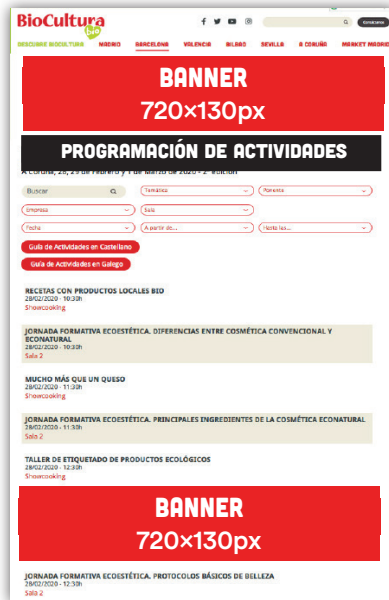 BioCultura
bio
DESCUBRE BIOCULTURA MADRID BARCELONA VALENCIA BILBAO SEVILLA A CORUÑA MARKET MADRID
BANNER
720×130px
PROGRAMACIÓN DE ACTIVIDADES
A Coruña, 28, 29 de Febrero y 1 de Marzo de 2020 - 2ª edición
Buscar Temática Ponente
Empresa Sala
Fecha A partir de... Hasta las...
Guía de Actividades en Castellano
Guía de Actividades en Galego
RECETAS CON PRODUCTOS LOCALES BIO
28/02/2020 - 10:30h
Showcooking
JORNADA FORMATIVA ECOESTÉTICA. DIFERENCIAS ENTRE COSMÉTICA CONVENCIONAL Y
ECONATURAL
28/02/2020 - 10:30h
Sala 2
MUCHO MÁS QUE UN QUESO
28/02/2020 - 11:30h
Showcooking
JORNADA FORMATIVA ECOESTÉTICA. PRINCIPALES INGREDIENTES DE LA COSMÉTICA ECONATURAL
28/02/2020 - 11:30h
Sala 2
TALLER DE ETIQUETADO DE PRODUCTOS ECOLÓGICOS
28/02/2020 - 12:30h
Showcooking
BANNER
720×130px
JORNADA FORMATIVA ECOESTÉTICA. PROTOCOLOS BÁSICOS DE BELLEZA
28/02/2020 - 12:30h
Sala 2